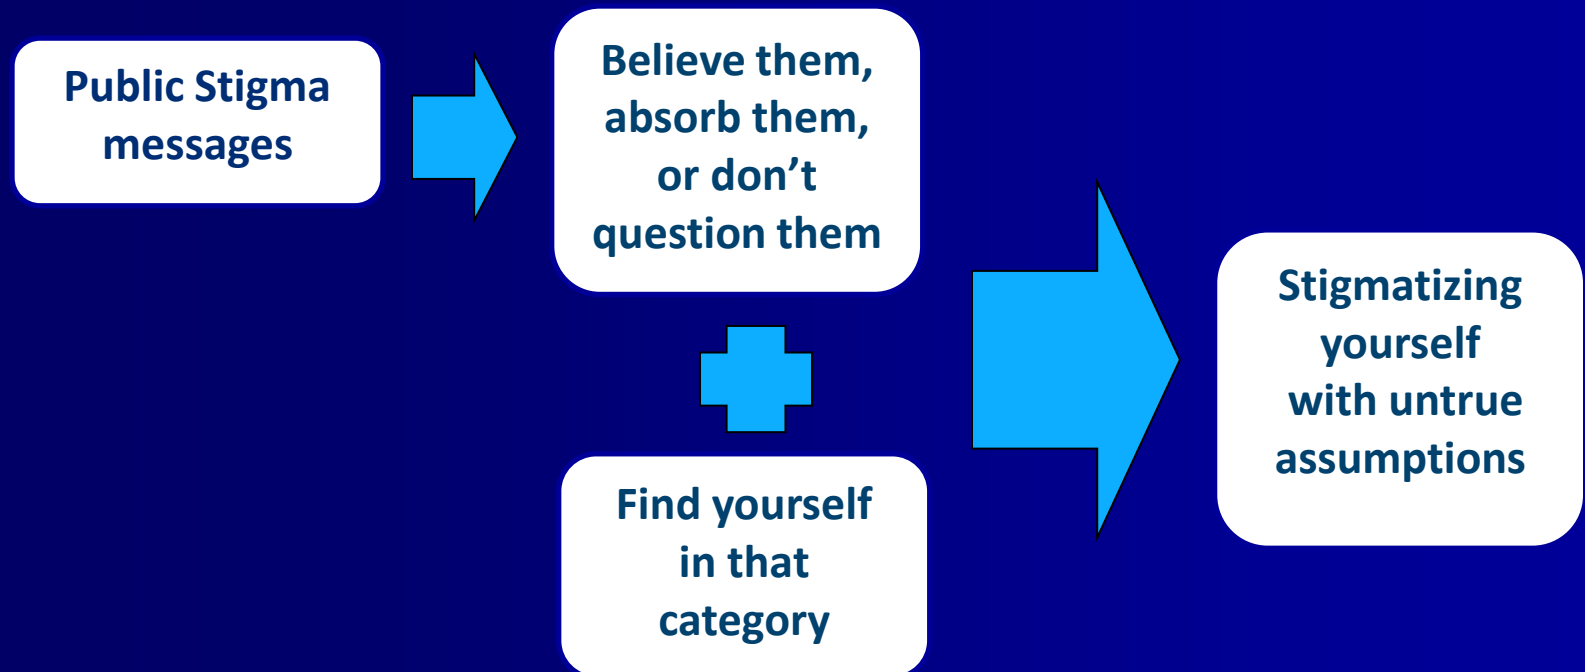 Public Stigma
messages
Believe them,
absorb them,
or don’t
question them
Find yourself
in that
category
Stigmatizing
yourself
with untrue
assumptions